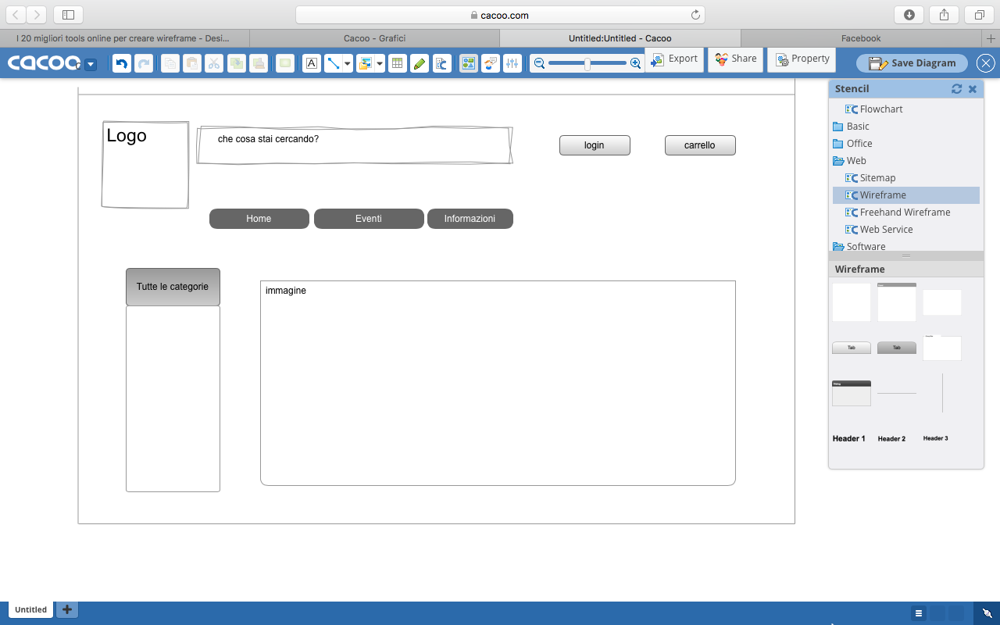 cacoo.com
I 20 migliori tools online per creare wireframe - Desi...
Cacoo - Grafici
Untitled:Untitled - Cacoo
Facebook
cacoo
A
Export
Share
Property
Save Diagram
Stencil
Flowchart
Basic
Office
Web
Sitemap
Wireframe
Freehand Wireframe
Web Service
Software
Logo
che cosa stai cercando?
login
carrello
Home
Eventi
Informazioni
Tutte le categorie
immagine
Wireframe
Tab
Tab
Header 1
Header 2
Header 3
Untitled